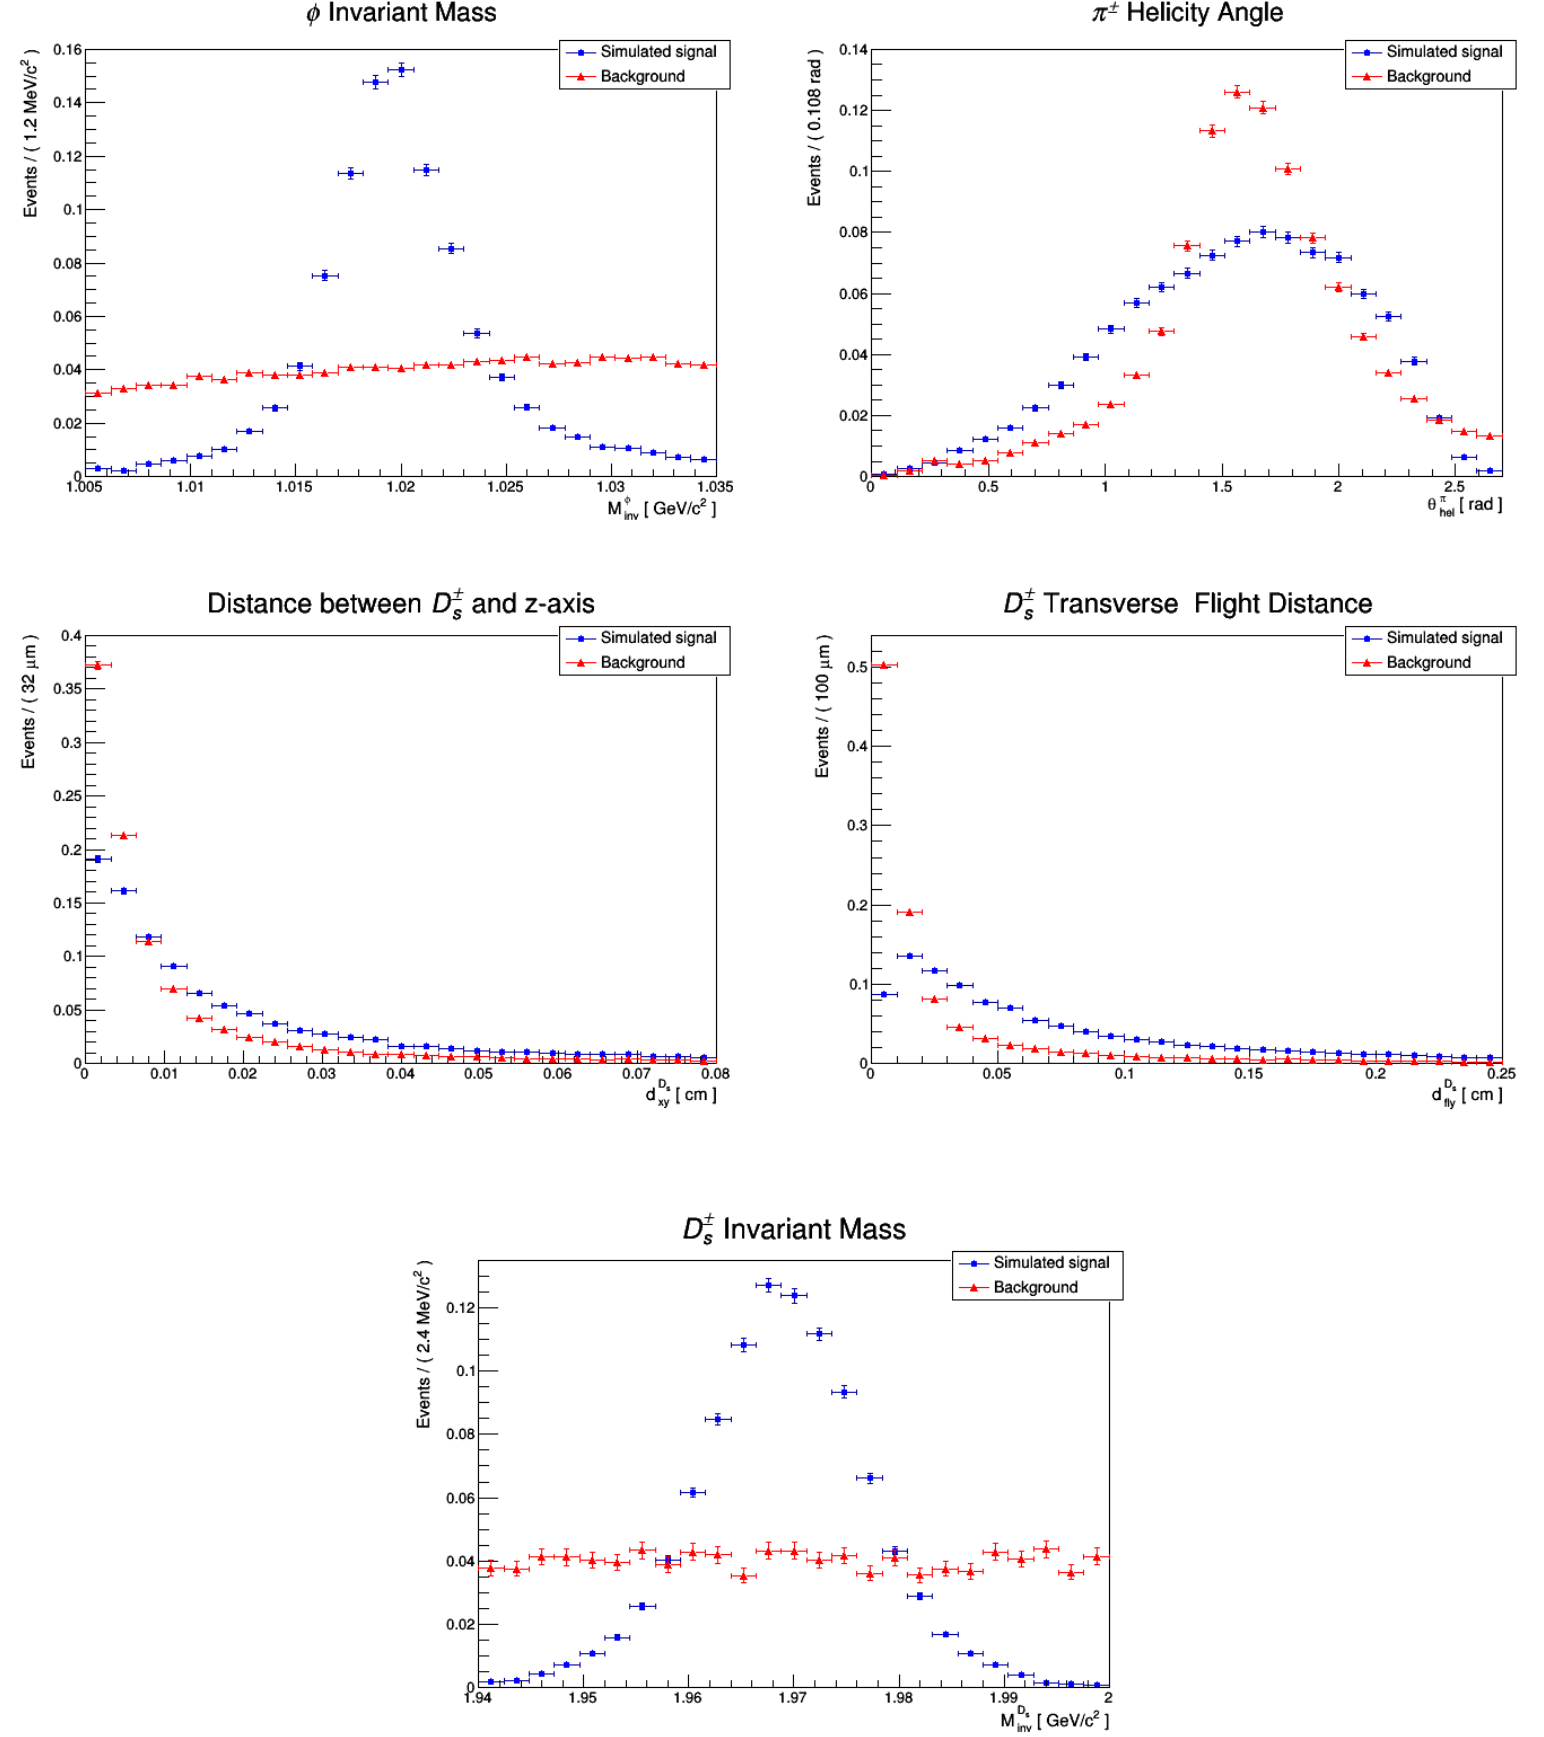 ϕ Invariant Mass
Events / ( 1.2 MeV/c² )
Simulated signal
Background
0.16
0.14
0.12
0.1
0.08
0.06
0.04
0.02
0
1.005 1.01 1.015 1.02 1.025 1.03 1.035
M^ϕ_inv [ GeV/c² ]
π± Helicity Angle
Events / ( 0.108 rad )
Simulated signal
Background
0.14
0.12
0.1
0.08
0.06
0.04
0.02
0
0 0.5 1 1.5 2 2.5
θ^π_hel [ rad ]
Distance between D_s^± and z-axis
Events / ( 32 μm )
Simulated signal
Background
0.4
0.35
0.3
0.25
0.2
0.15
0.1
0.05
0
0 0.01 0.02 0.03 0.04 0.05 0.06 0.07 0.08
d^{D_s}_xy [ cm ]
D_s^± Transverse Flight Distance
Events / ( 100 μm )
Simulated signal
Background
0.5
0.4
0.3
0.2
0.1
0
0 0.05 0.1 0.15 0.2 0.25
d^{D_s}_fly [ cm ]
D_s^± Invariant Mass
Events / ( 2.4 MeV/c² )
Simulated signal
Background
0.12
0.1
0.08
0.06
0.04
0.02
0
1.94 1.95 1.96 1.97 1.98 1.99 2
M^{D_s}_inv [ GeV/c² ]